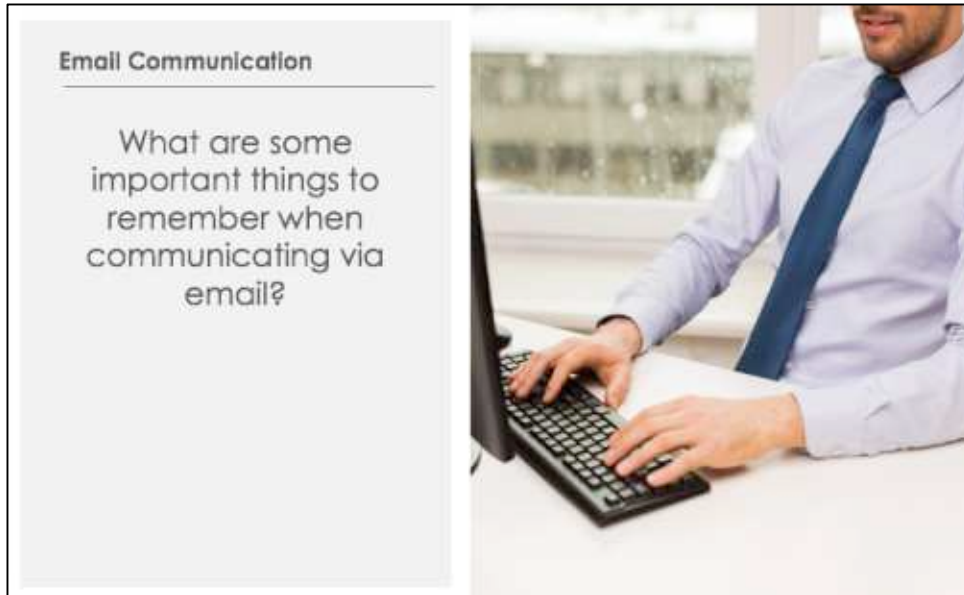 Email Communication
What are some
important things to
remember when
communicating via
email?